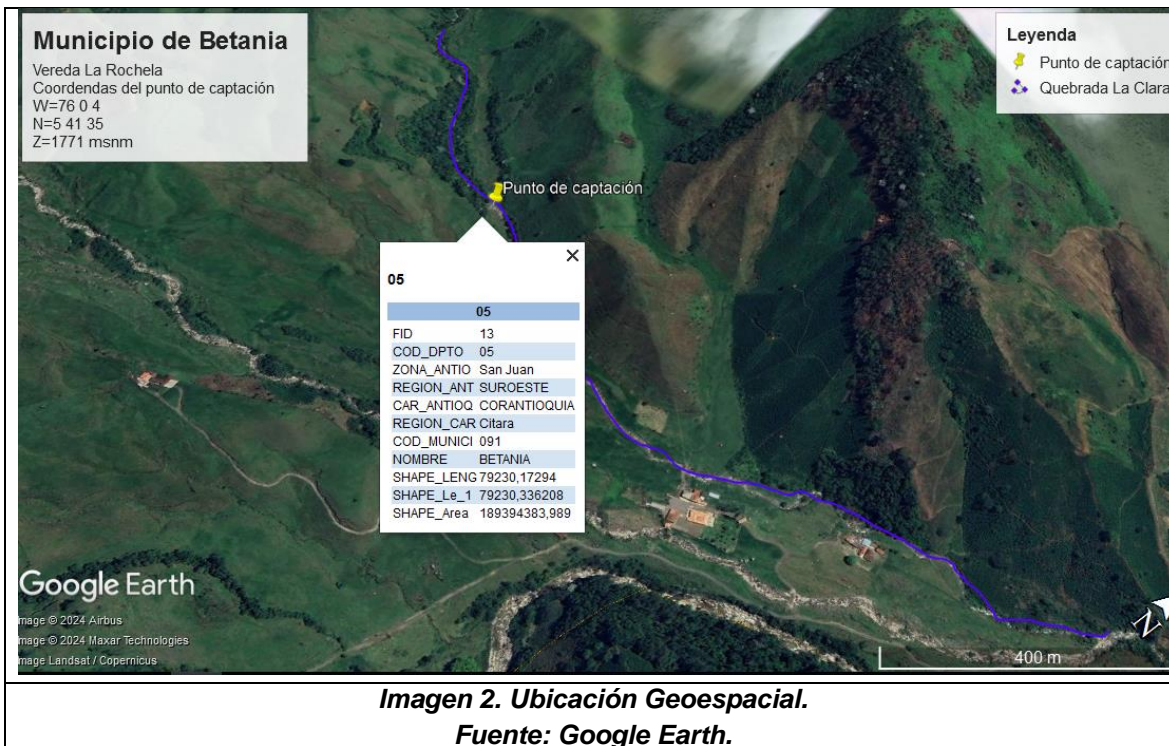 Municipio de Betania
Vereda La Rochela
Coordendas del punto de captación
W=76 0 4
N=5 41 35
Z=1771 msnm
Leyenda
Punto de captación
Quebrada La Clara
Punto de captación
05
05
FID 13
COD_DPTO 05
ZONA_ANTIO San Juan
REGION_ANT SUROESTE
CAR_ANTIOQ CORANTIOQUIA
REGION_CAR Citara
COD_MUNICI 091
NOMBRE BETANIA
SHAPE_LENG 79230,17294
SHAPE_Le_1 79230,336208
SHAPE_Area 189394383,989
Google Earth
mage © 2024 Airbus
mage © 2024 Maxar Technologies
mage Landsat / Copernicus
N
400 m
Imagen 2. Ubicación Geoespacial.
Fuente: Google Earth.